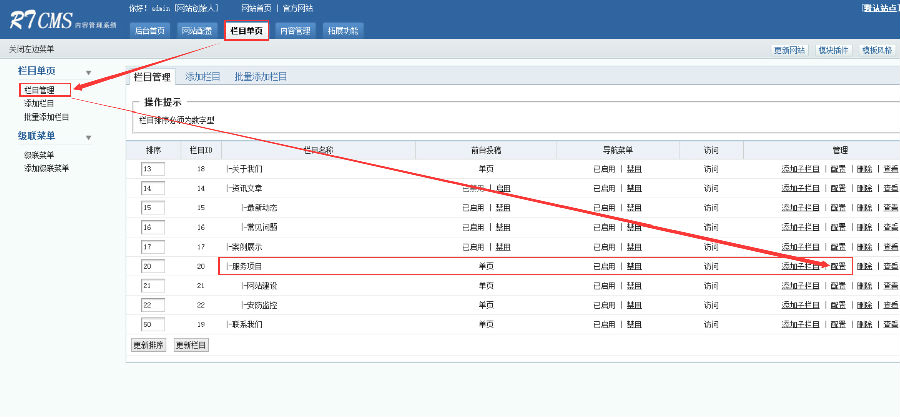 RTCMS 内容管理系统
你好! admin [网站创始人] 网站首页 | 官方网站
[默认站点]
后台首页 网站配置 栏目单页 内容管理 拓展功能
关闭左边菜单 更新网站 模块插件 模板风格
栏目单页
栏目管理
添加栏目
批量添加栏目
级联菜单
级联菜单
添加级联菜单
栏目管理 添加栏目 批量添加栏目
操作提示
栏目排序必须为数字型
排序 栏目ID 栏目名称 前台投稿 导航菜单 访问 管理
13 18 |-关于我们 单页 已启用 | 禁用 访问 添加子栏目 | 配置 | 删除 | 查看
14 14 |-资讯文章 已禁用 | 启用 已启用 | 禁用 访问 添加子栏目 | 配置 | 删除 | 查看
15 15 |-最新动态 已启用 | 禁用 已启用 | 禁用 访问 添加子栏目 | 配置 | 删除 | 查看
16 16 |-常见问题 已启用 | 禁用 已启用 | 禁用 访问 添加子栏目 | 配置 | 删除 | 查看
17 17 |-案例展示 已启用 | 禁用 已启用 | 禁用 访问 添加子栏目 | 配置 | 删除 | 查看
20 20 |-服务项目 单页 已启用 | 禁用 访问 添加子栏目 | 配置 | 删除 | 查看
21 21 |-网站建设 单页 已启用 | 禁用 访问 添加子栏目 | 配置 | 删除 | 查看
22 22 |-安防监控 单页 已启用 | 禁用 访问 添加子栏目 | 配置 | 删除 | 查看
50 19 |-联系我们 单页 已启用 | 禁用 访问 添加子栏目 | 配置 | 删除 | 查看
更新排序 更新栏目